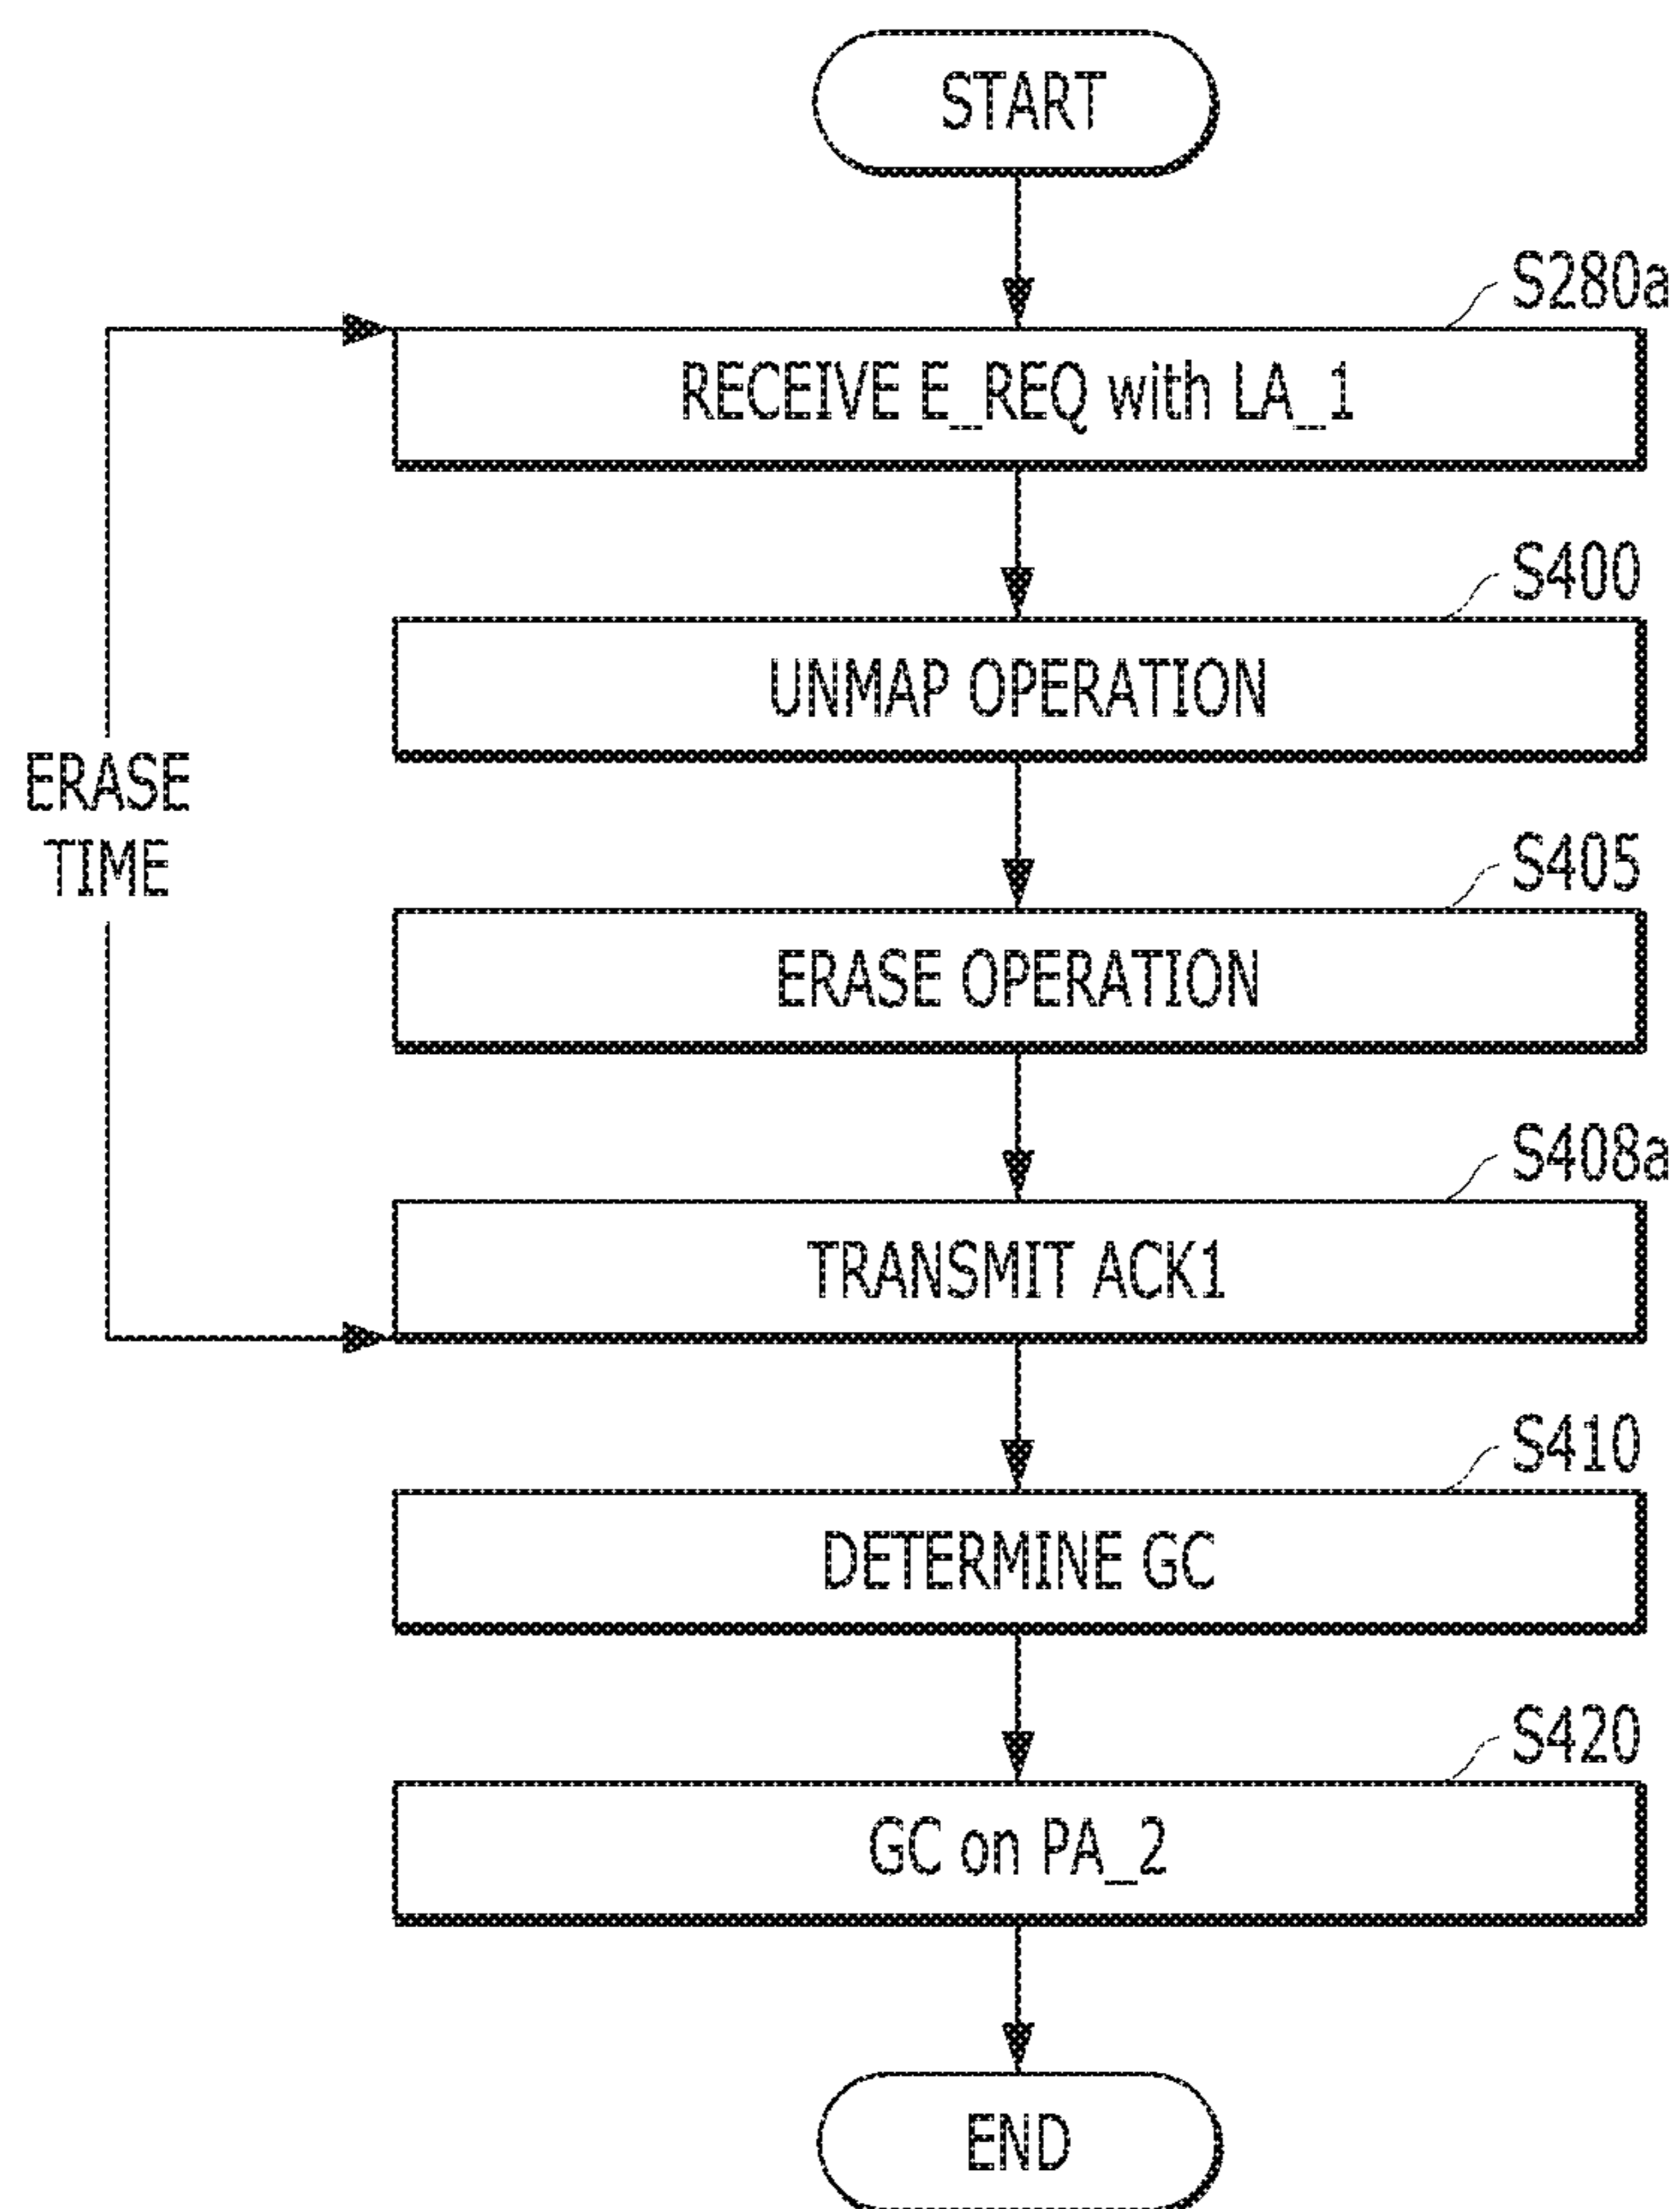 START
S280a
RECEIVE E_REQ with LA_1
S400
UNMAP OPERATION
ERASE
TIME
S405
ERASE OPERATION
S408a
TRANSMIT ACK1
S410
DETERMINE GC
S420
GC on PA_2
END